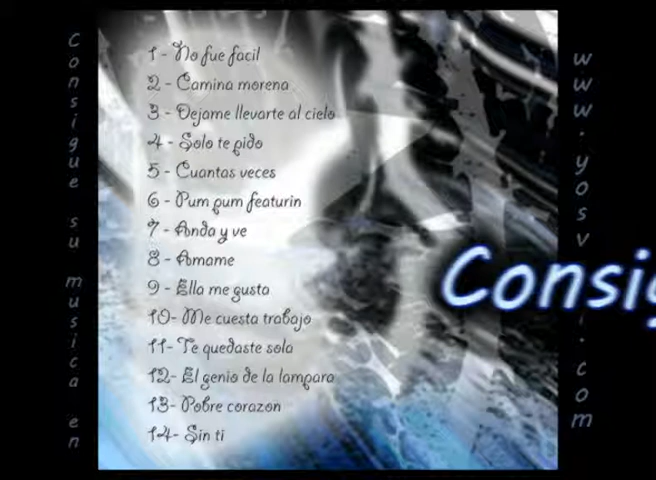 Consigue su musica en
1 - No fue facil
2 - Camina morena
3 - Dejame llevarte al cielo
4 - Solo te pido
5 - Cuantas veces
6 - Pum pum featurin
7 - Anda y ve
8 - Amame
9 - Ella me gusta
10- Me cuesta trabajo
11- Te quedaste sola
12- El genio de la lampara
13- Pobre corazon
14- Sin ti
Consig